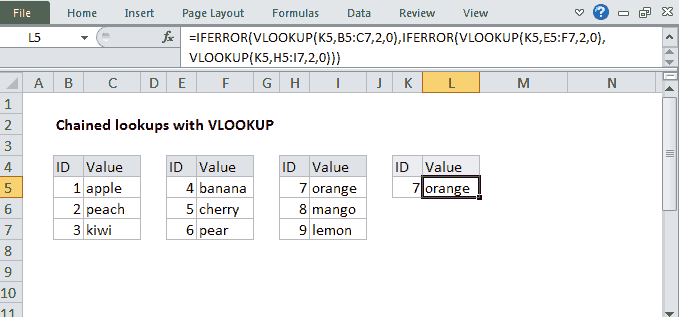 File Home Insert Page Layout Formulas Data Review View ?
L5 fx =IFERROR(VLOOKUP(K5,B5:C7,2,0),IFERROR(VLOOKUP(K5,E5:F7,2,0),
VLOOKUP(K5,H5:I7,2,0)))
A B C D E F G H I J K L M N
1
2 Chained lookups with VLOOKUP
3
4 ID Value ID Value ID Value ID Value
5 1 apple 4 banana 7 orange 7 orange
6 2 peach 5 cherry 8 mango
7 3 kiwi 6 pear 9 lemon
8
9
10
11